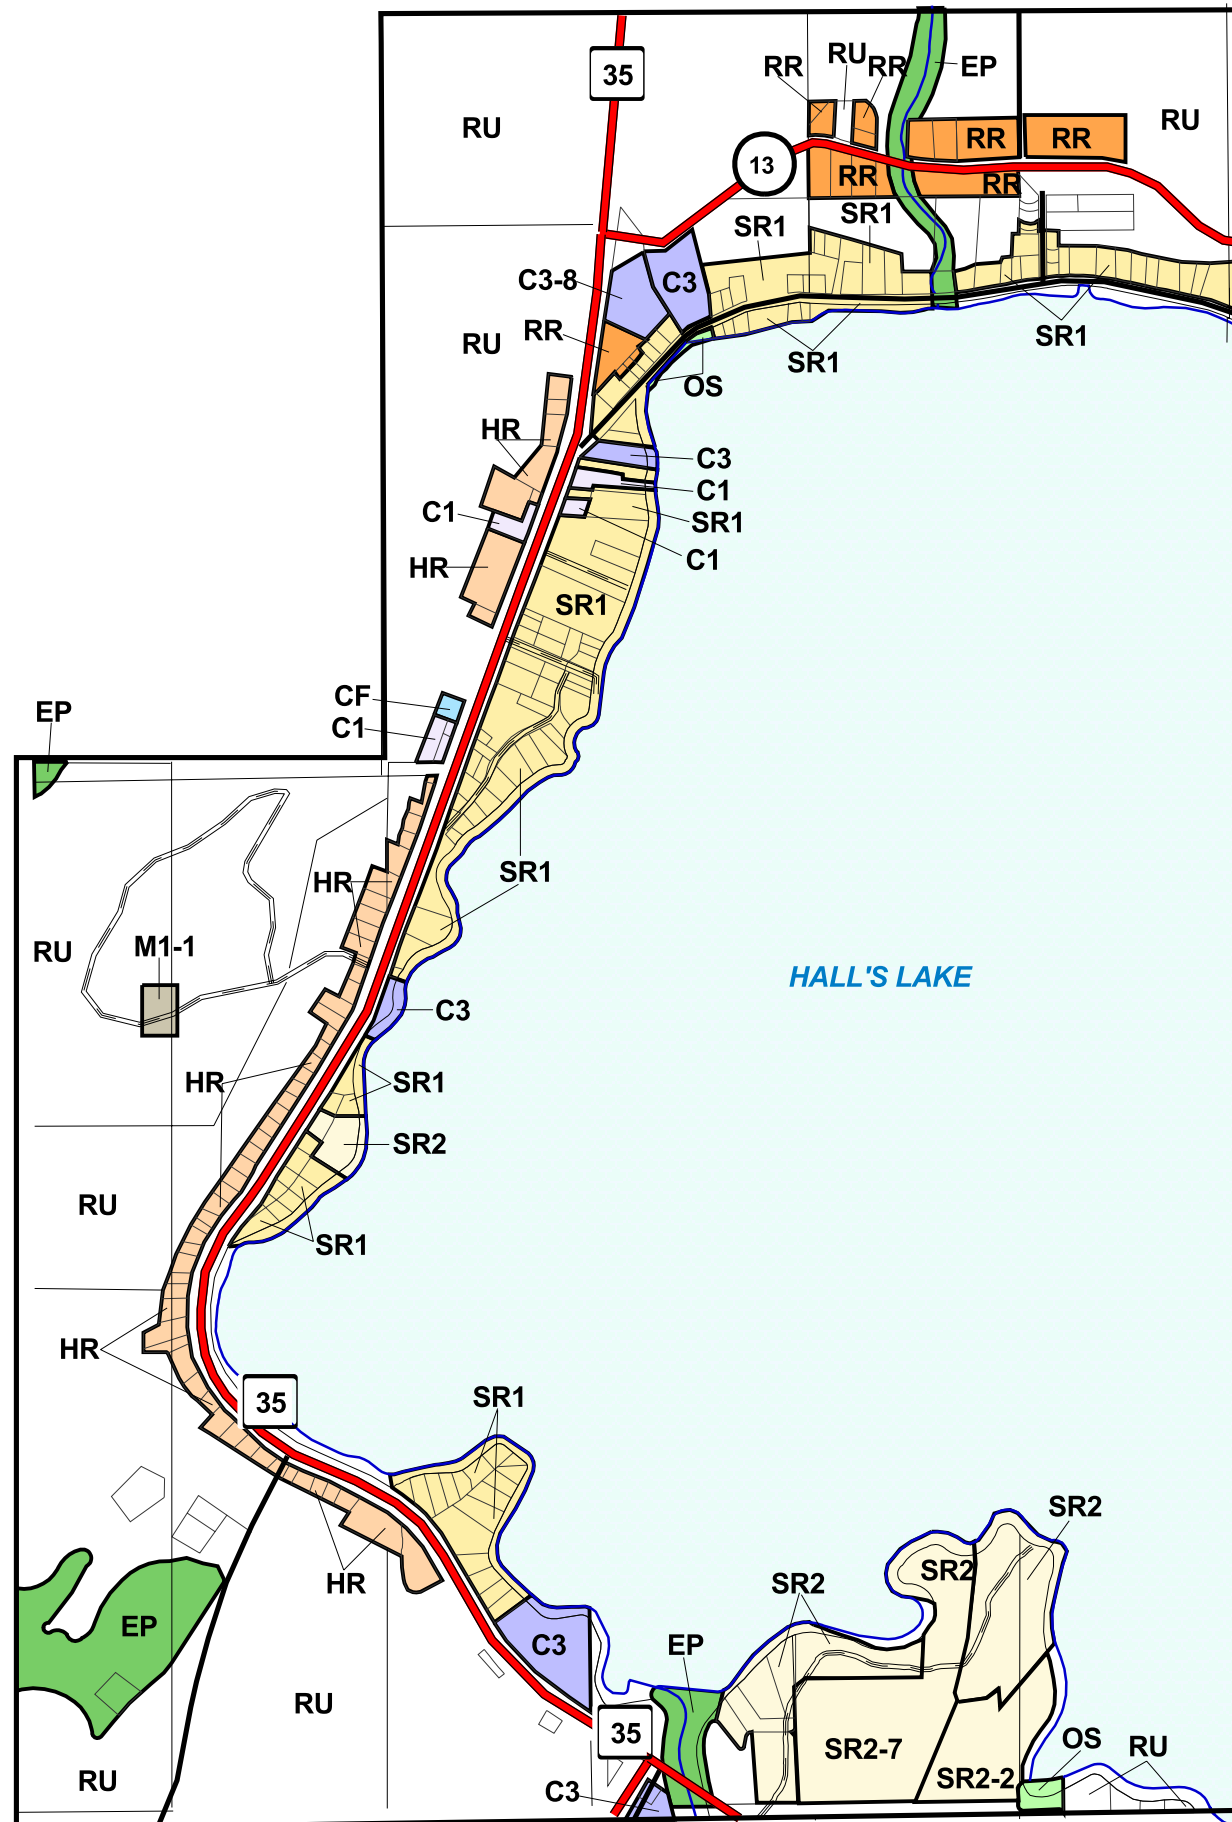 35
RR
RU
RR
EP
RU
RR
RR
RU
13
RR
RR
SR1
SR1
C3-8
C3
RR
RU
SR1
SR1
OS
HR
C3
C1
C1
SR1
C1
HR
SR1
CF
EP
C1
SR1
HR
RU
M1-1
HALL'S LAKE
C3
HR
SR1
SR2
RU
SR1
HR
35
SR1
SR2
SR2
SR2
HR
EP
C3
EP
RU
35
SR2-7
OS
RU
RU
SR2-2
C3